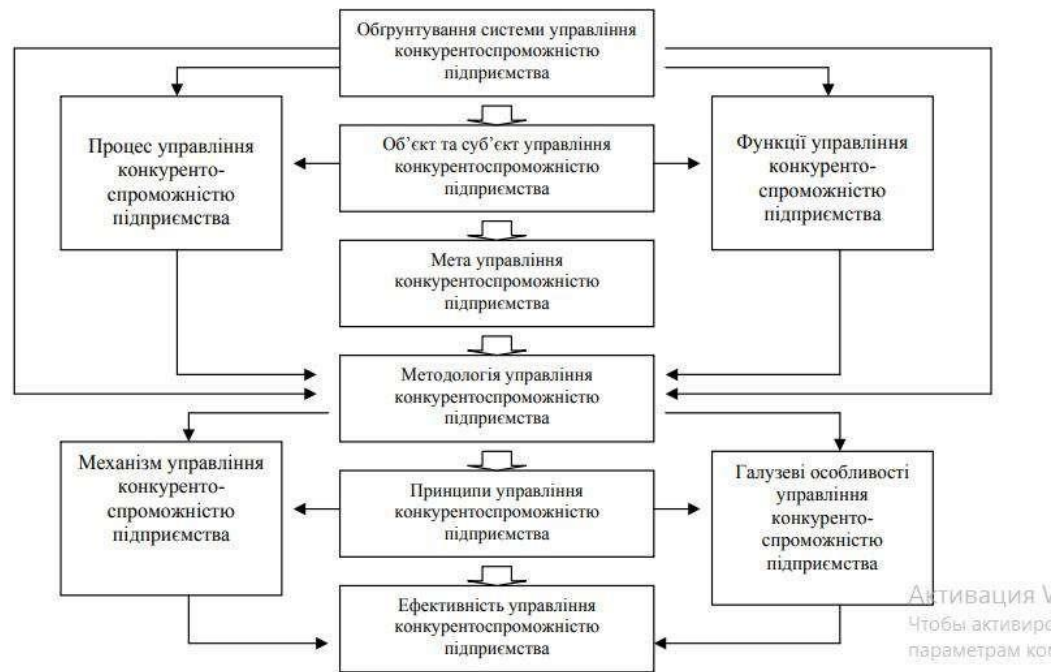 Обґрунтування системи управління
конкурентоспроможністю
підприємства
Процес управління
конкуренто-
спроможністю
підприємства
Об’єкт та суб’єкт управління
конкурентоспроможністю
підприємства
Функції управління
конкуренто-
спроможністю
підприємства
Мета управління
конкурентоспроможністю
підприємства
Методологія управління
конкурентоспроможністю
підприємства
Механізм управління
конкуренто-
спроможністю
підприємства
Принципи управління
конкурентоспроможністю
підприємства
Галузеві особливості
управління
конкуренто-
спроможністю
підприємства
Ефективність управління
конкурентоспроможністю
підприємства
Активация
Чтобы
параметрам